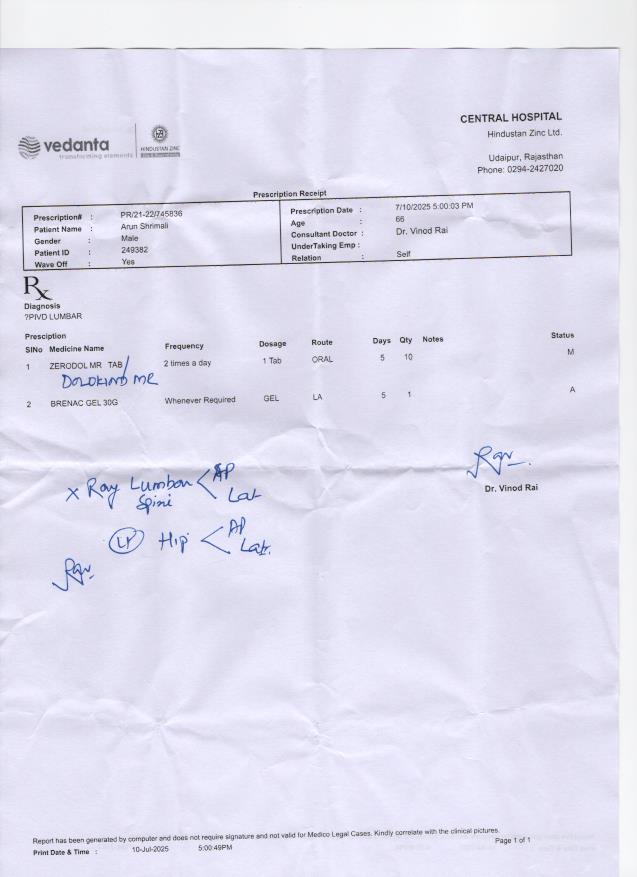 CENTRAL HOSPITAL
Hindustan Zinc Ltd.
vedanta
transforming elements
HINDUSTAN ZINC
Udaipur, Rajasthan
Phone: 0294-2427020
Prescription Receipt
Prescription# : PR/21-22/745836 Prescription Date : 7/10/2025 5:00:03 PM
Patient Name : Arun Shrimali Age : 66
Gender : Male Consultant Doctor : Dr. Vinod Rai
Patient ID : 249382 UnderTaking Emp :
Wave Off : Yes Relation : Self
Rx
Diagnosis
?PIVD LUMBAR
Presciption
SlNo Medicine Name Frequency Dosage Route Days Qty Notes Status
1 ZERODOL MR TAB/ 2 times a day 1 Tab ORAL 5 10 M
DOLOKIND MR
2 BRENAC GEL 30G Whenever Required GEL LA 5 1 A
x Ray Lumbar < AP
Spine Lat
Dr. Vinod Rai
Hip < AP
Lat.
Report has been generated by computer and does not require signature and not valid for Medico Legal Cases. Kindly correlate with the clinical pictures.
Print Date & Time : 10-Jul-2025 5:00:49PM Page 1 of 1